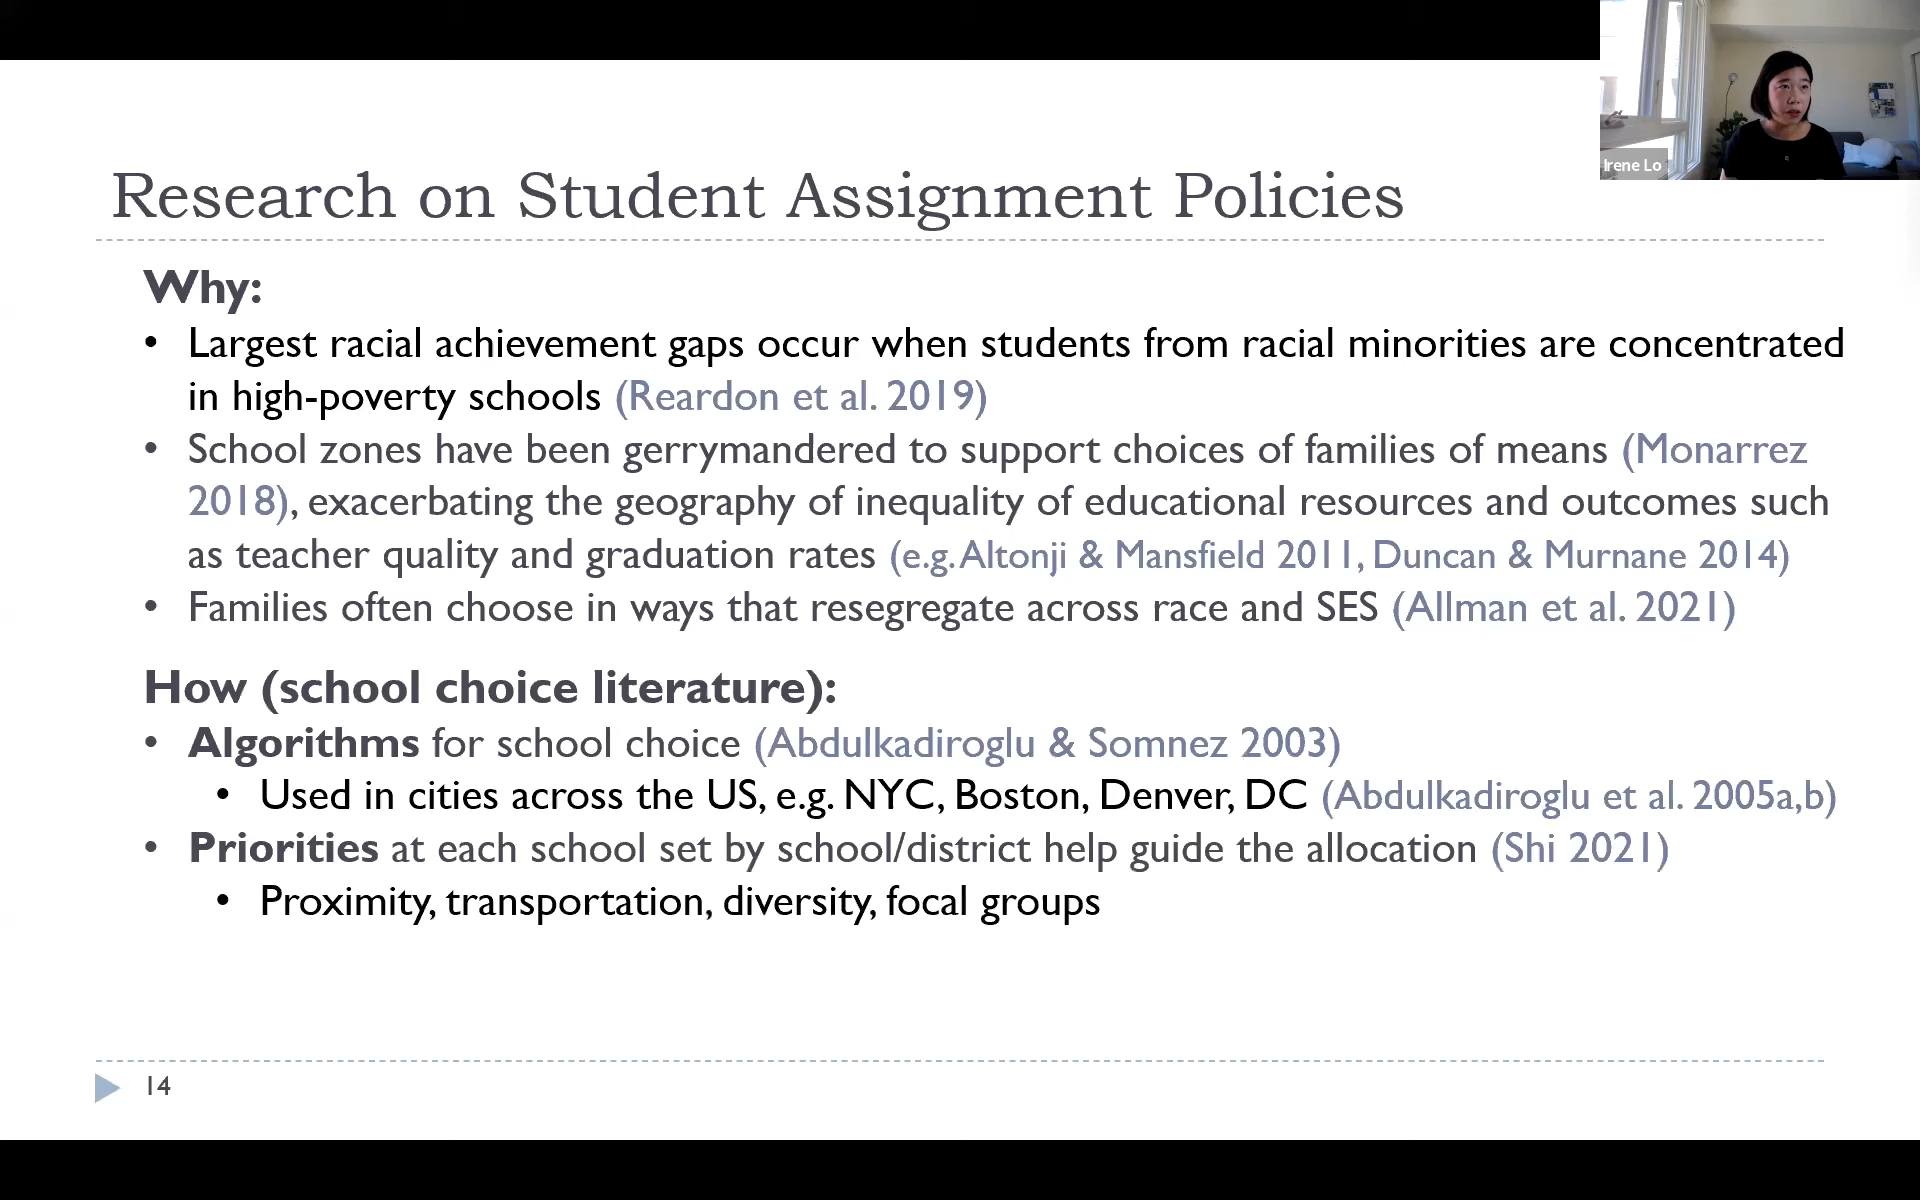 Irene Lo
Research on Student Assignment Policies
Why:
• Largest racial achievement gaps occur when students from racial minorities are concentrated
in high-poverty schools (Reardon et al. 2019)
• School zones have been gerrymandered to support choices of families of means (Monarrez
2018), exacerbating the geography of inequality of educational resources and outcomes such
as teacher quality and graduation rates (e.g. Altonji & Mansfield 2011, Duncan & Murnane 2014)
• Families often choose in ways that resegregate across race and SES (Allman et al. 2021)
How (school choice literature):
• Algorithms for school choice (Abdulkadiroglu & Somnez 2003)
• Used in cities across the US, e.g. NYC, Boston, Denver, DC (Abdulkadiroglu et al. 2005a,b)
• Priorities at each school set by school/district help guide the allocation (Shi 2021)
• Proximity, transportation, diversity, focal groups
14